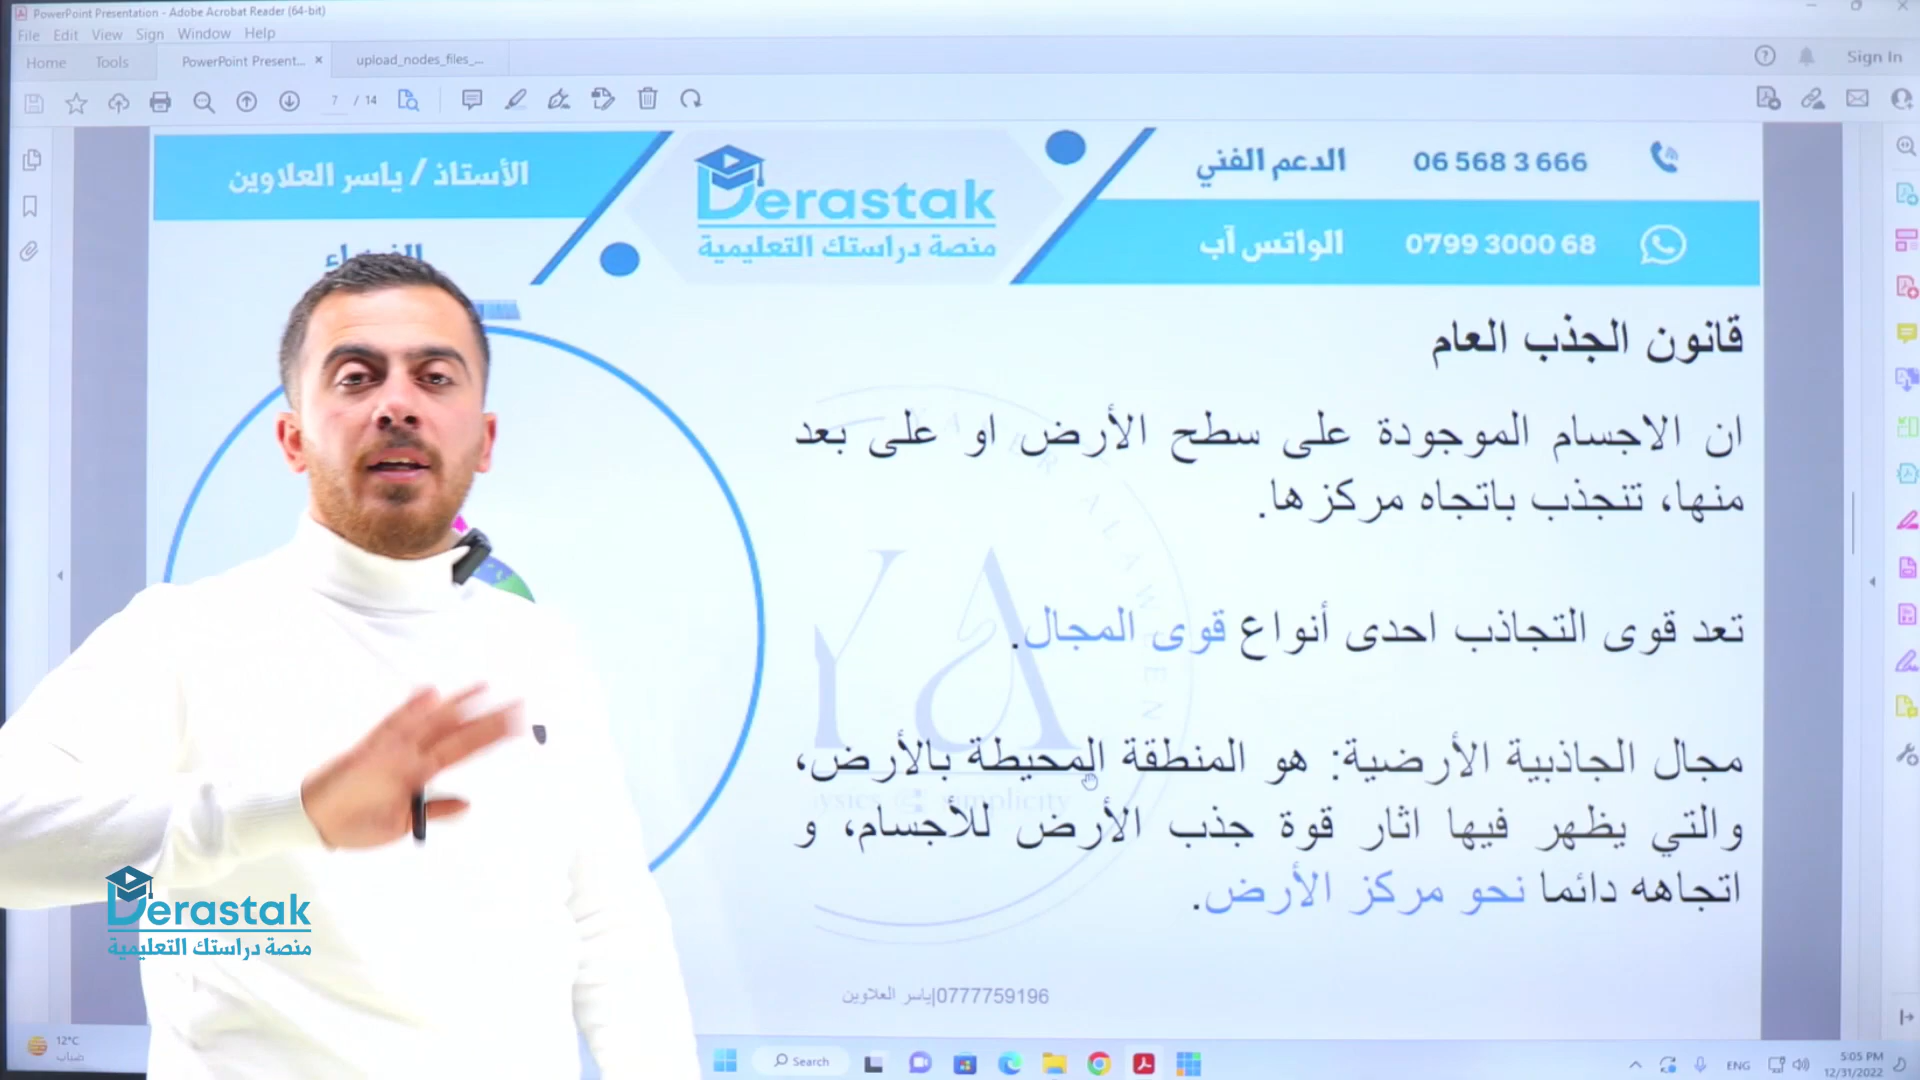 PowerPoint Presentation - Adobe Acrobat Reader (64-bit)
File Edit View Sign Window Help
Home Tools PowerPoint Present... × upload_nodes_files_... Sign In
7 / 14
الأستاذ / ياسر العلاوين
الفيزياء
Derastak
منصة دراستك التعليمية
الدعم الفني 06 568 3 666
الواتس آب 0799 3000 68
قانون الجذب العام
ان الاجسام الموجودة على سطح الأرض او على بعد
منها، تنجذب باتجاه مركزها.
تعد قوى التجاذب احدى أنواع قوى المجال.
مجال الجاذبية الأرضية: هو المنطقة المحيطة بالأرض،
والتي يظهر فيها اثار قوة جذب الأرض للأجسام، و
اتجاهه دائما نحو مركز الأرض.
YA
simplicity
ياسر العلاوين|0777759196
Derastak
منصة دراستك التعليمية
12°C
ضباب
Search
ENG
5:05 PM
12/31/2022